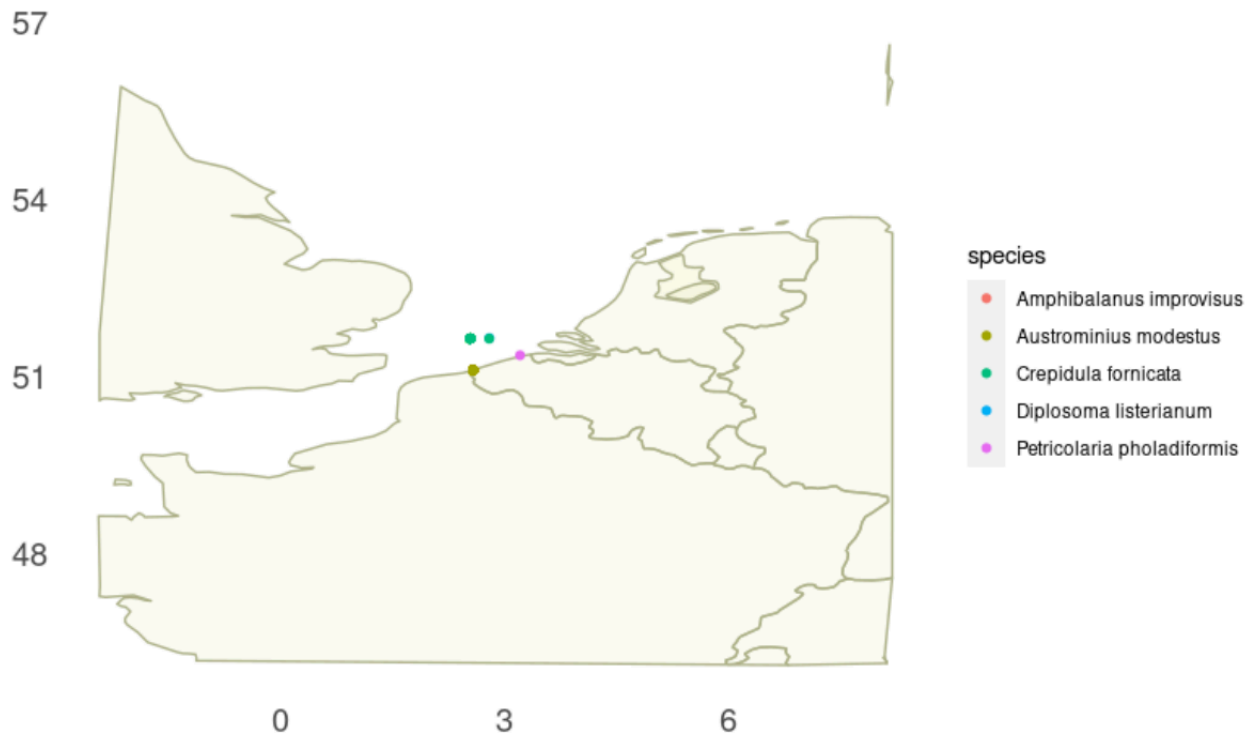 57
54
51
48
0 3 6
species
Amphibalanus improvisus
Austrominius modestus
Crepidula fornicata
Diplosoma listerianum
Petricolaria pholadiformis